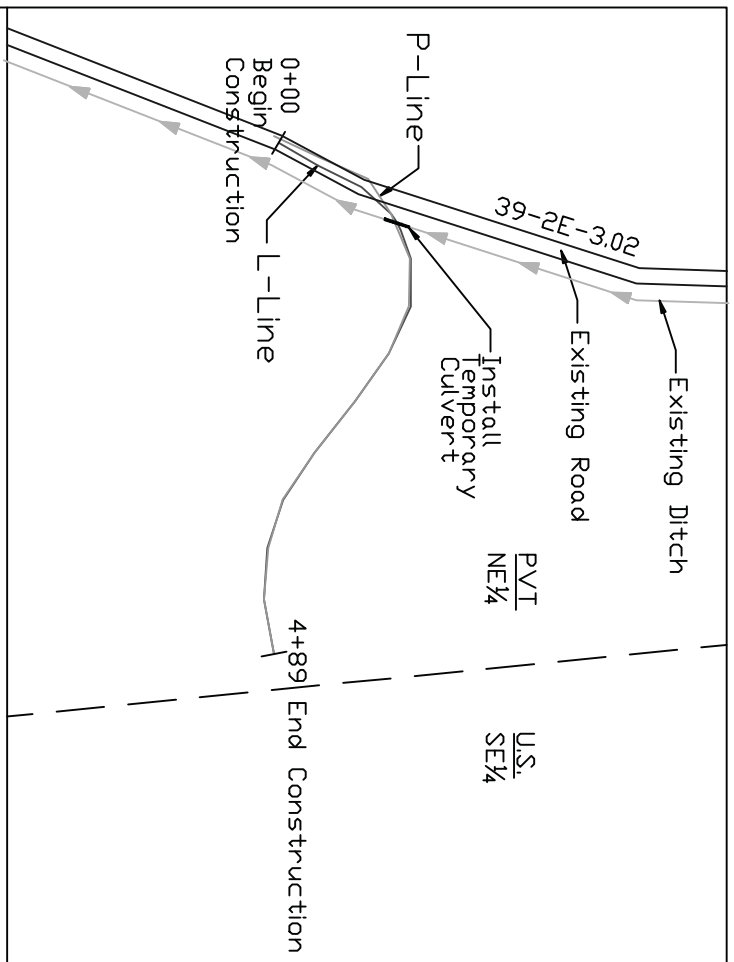 P-Line
0+00
Begin
Construction
L-Line
39-2E-3.02
Install
Temporary
Culvert
Existing Road
Existing Ditch
PVT
NE¼
U.S.
SE¼
4+89 End Construction